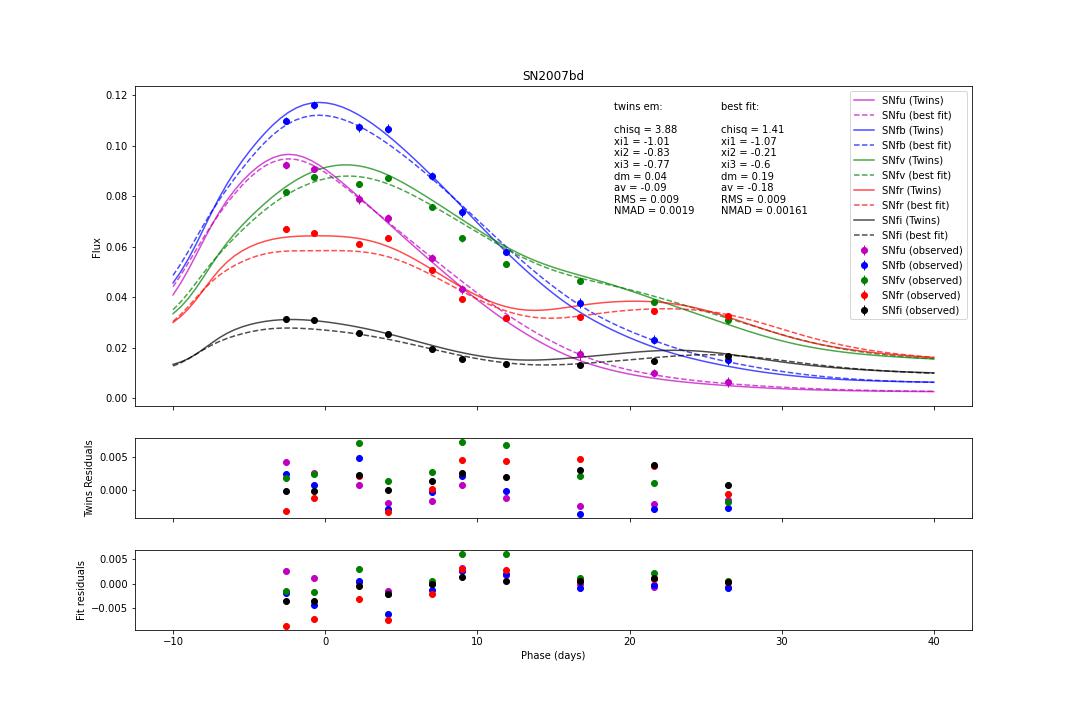 SN2007bd
Flux
0.12
0.10
0.08
0.06
0.04
0.02
0.00
twins em:
chisq = 3.88
xi1 = -1.01
xi2 = -0.83
xi3 = -0.77
dm = 0.04
av = -0.09
RMS = 0.009
NMAD = 0.0019
best fit:
chisq = 1.41
xi1 = -1.07
xi2 = -0.21
xi3 = -0.6
dm = 0.19
av = -0.18
RMS = 0.009
NMAD = 0.00161
SNfu (Twins)
SNfu (best fit)
SNfb (Twins)
SNfb (best fit)
SNfv (Twins)
SNfv (best fit)
SNfr (Twins)
SNfr (best fit)
SNfi (Twins)
SNfi (best fit)
SNfu (observed)
SNfb (observed)
SNfv (observed)
SNfr (observed)
SNfi (observed)
Twins Residuals
0.005
0.000
Fit residuals
0.005
0.000
−0.005
−10
0
10
20
30
40
Phase (days)